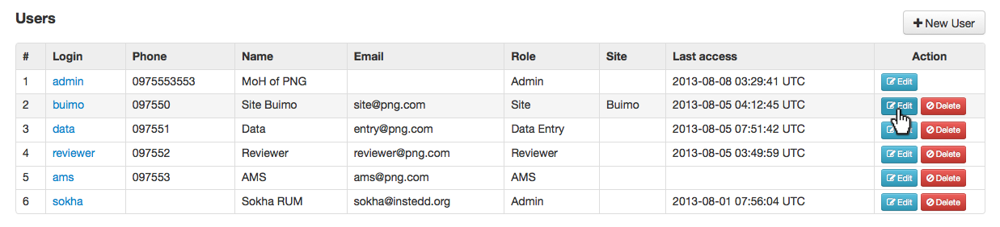 Users
New User
# Login Phone Name Email Role Site Last access Action
1 admin 0975553553 MoH of PNG Admin 2013-08-08 03:29:41 UTC Edit
2 buimo 097550 Site Buimo site@png.com Site Buimo 2013-08-05 04:12:45 UTC Edit Delete
3 data 097551 Data entry@png.com Data Entry 2013-08-05 07:51:42 UTC Edit Delete
4 reviewer 097552 Reviewer reviewer@png.com Reviewer 2013-08-05 03:49:59 UTC Edit Delete
5 ams 097553 AMS ams@png.com AMS Edit Delete
6 sokha Sokha RUM sokha@instedd.org Admin 2013-08-01 07:56:04 UTC Edit Delete